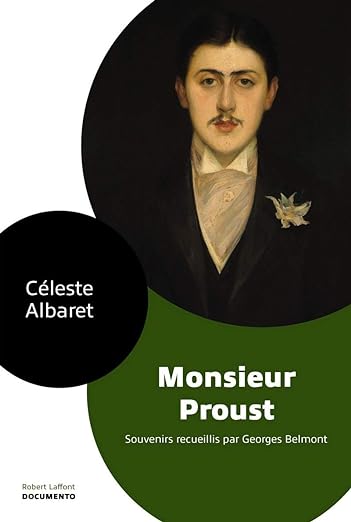 Céleste
Albaret
Monsieur
Proust
Souvenirs recueillis par Georges Belmont
Robert Laffont
DOCUMENTO